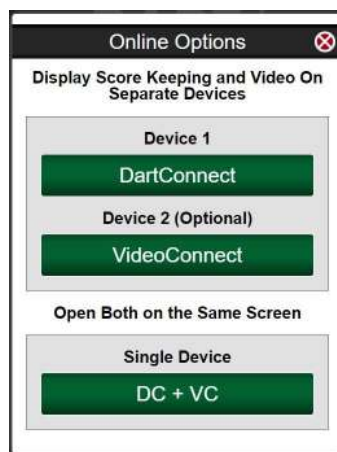 Online Options
Display Score Keeping and Video On
Separate Devices
Device 1
DartConnect
Device 2 (Optional)
VideoConnect
Open Both on the Same Screen
Single Device
DC + VC